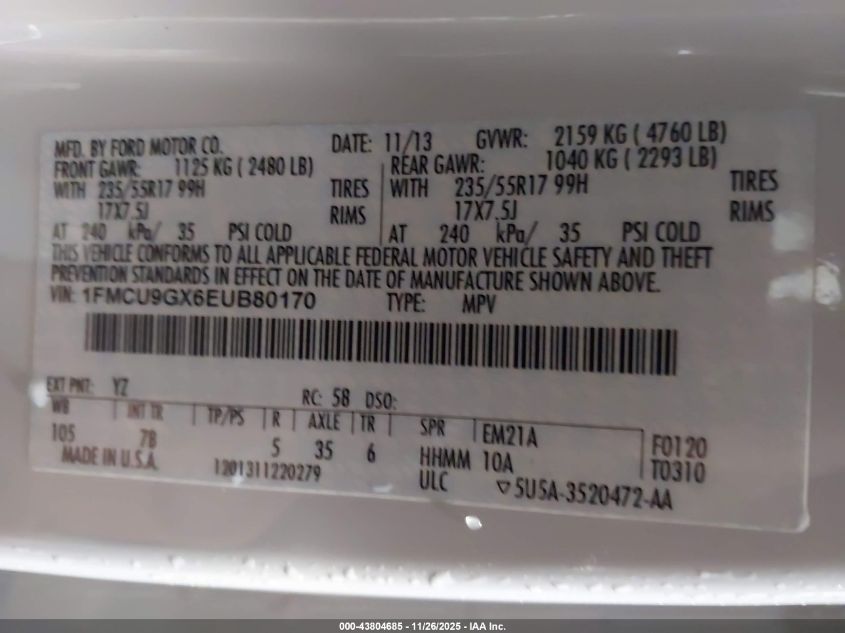 MFD. BY FORD MOTOR CO. DATE: 11/13 GVWR: 2159 KG ( 4760 LB)
FRONT GAWR: 1125 KG ( 2480 LB) REAR GAWR: 1040 KG ( 2293 LB)
WITH 235/55R17 99H TIRES WITH 235/55R17 99H TIRES
17X7.5J RIMS 17X7.5J RIMS
AT 240 kPa/ 35 PSI COLD AT 240 kPa/ 35 PSI COLD
THIS VEHICLE CONFORMS TO ALL APPLICABLE FEDERAL MOTOR VEHICLE SAFETY AND THEFT
PREVENTION STANDARDS IN EFFECT ON THE DATE OF MANUFACTURE SHOWN ABOVE.
VIN: 1FMCU9GX6EUB80170 TYPE: MPV
EXT PNT: YZ RC: 58 DSO:
WB INT TR TP/PS R AXLE TR SPR EM21A F0120
105 7B 5 35 6 HHMM 10A T0310
MADE IN U.S.A. 1201311220279 ULC 5U5A-3520472-AA
000-43804685 - 11/26/2025 - IAA Inc.